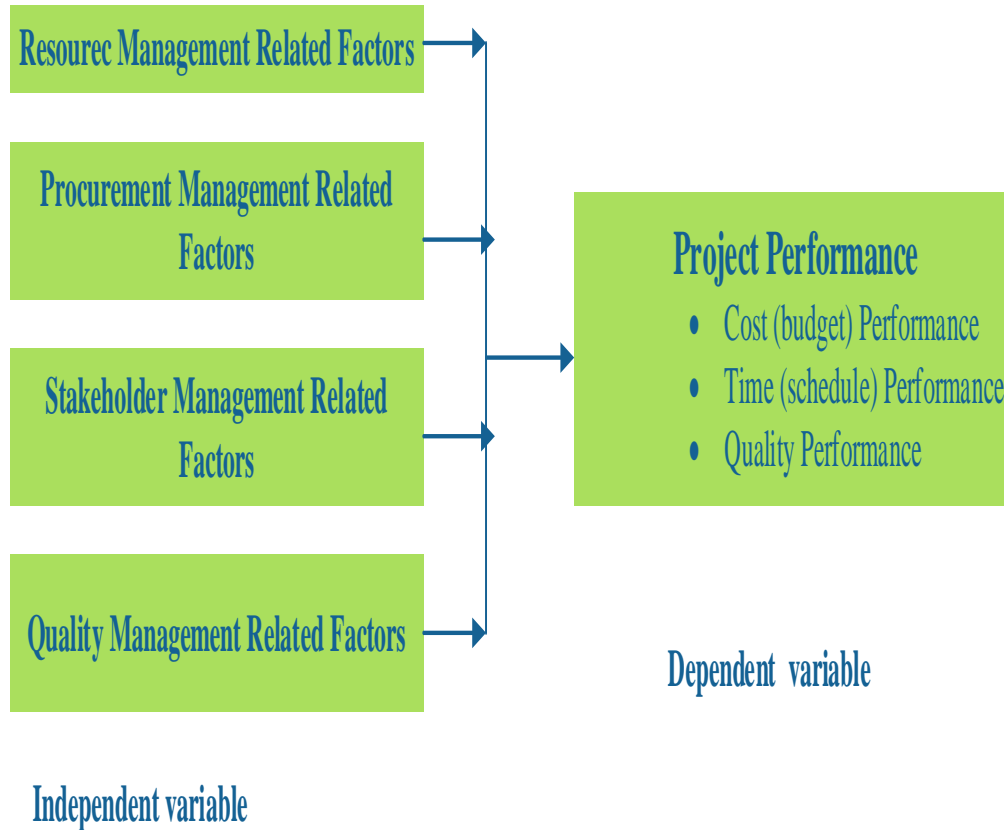 Resourec Management Related Factors
Procurement Management Related
Factors
Stakeholder Management Related
Factors
Quality Management Related Factors
Independent variable
Project Performance
• Cost (budget) Performance
• Time (schedule) Performance
• Quality Performance
Dependent variable